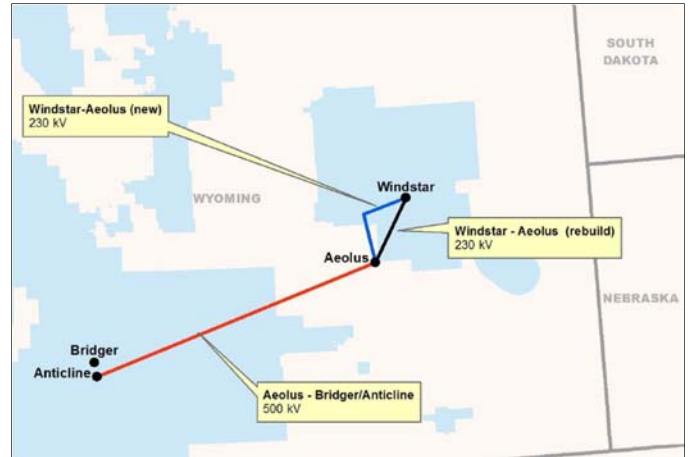 SOUTH
DAKOTA
Windstar-Aeolus (new)
230 kV
Windstar
WYOMING
Windstar - Aeolus (rebuild)
230 kV
Aeolus
NEBRASKA
Bridger
Anticline
Aeolus - Bridger/Anticline
500 kV